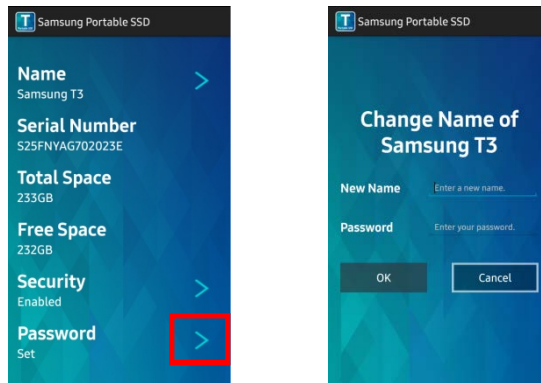 Samsung Portable SSD
Name
Samsung T3
Serial Number
S25FNYAG702023E
Total Space
233GB
Free Space
232GB
Security
Enabled
Password
Set
Samsung Portable SSD
Change Name of
Samsung T3
New Name Enter a new name.
Password Enter your password.
OK Cancel